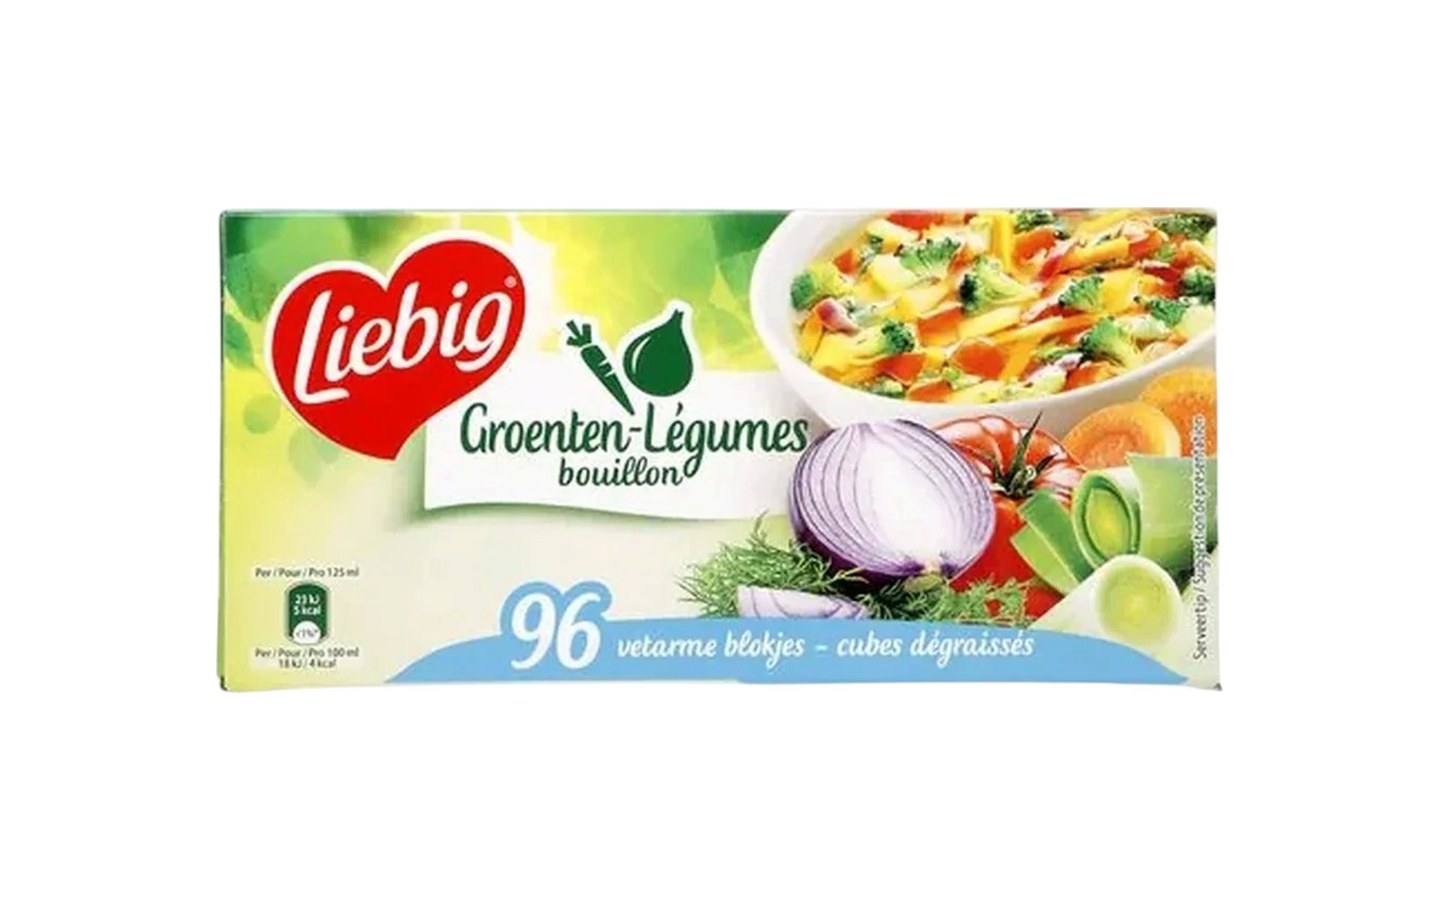 Liebig®
Groenten-Légumes
bouillon
Per / Pour / Pro 125 ml
23 kJ
5 kcal
<1%*
Per / Pour / Pro 100 ml
18 kJ / 4 kcal
96 vetarme blokjes - cubes dégraissés
Serveertip / Suggestion de présentation